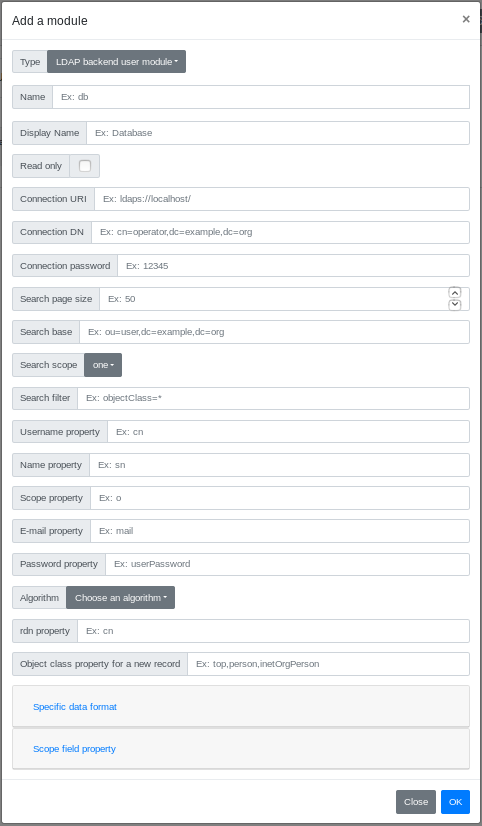 Add a module ×
Type LDAP backend user module
Name Ex: db
Display Name Ex: Database
Read only
Connection URI Ex: ldaps://localhost/
Connection DN Ex: cn=operator,dc=example,dc=org
Connection password Ex: 12345
Search page size Ex: 50
Search base Ex: ou=user,dc=example,dc=org
Search scope one
Search filter Ex: objectClass=*
Username property Ex: cn
Name property Ex: sn
Scope property Ex: o
E-mail property Ex: mail
Password property Ex: userPassword
Algorithm Choose an algorithm
rdn property Ex: cn
Object class property for a new record Ex: top,person,inetOrgPerson
Specific data format
Scope field property
Close OK